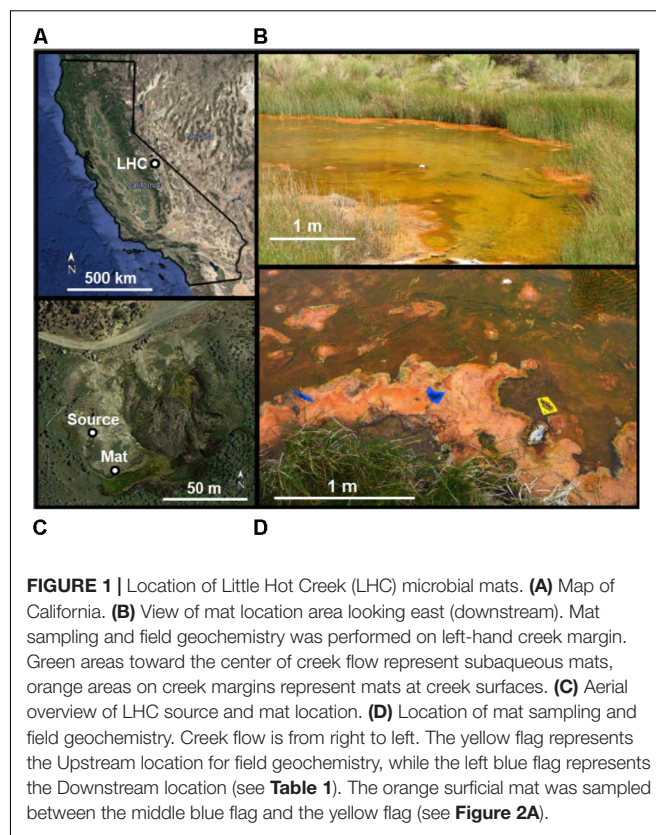 A
B
LHC
California
500 km
N
1 m
Source
Mat
50 m
N
1 m
C
D
FIGURE 1 | Location of Little Hot Creek (LHC) microbial mats. (A) Map of
California. (B) View of mat location area looking east (downstream). Mat
sampling and field geochemistry was performed on left-hand creek margin.
Green areas toward the center of creek flow represent subaqueous mats,
orange areas on creek margins represent mats at creek surfaces. (C) Aerial
overview of LHC source and mat location. (D) Location of mat sampling and
field geochemistry. Creek flow is from right to left. The yellow flag represents
the Upstream location for field geochemistry, while the left blue flag represents
the Downstream location (see Table 1). The orange surficial mat was sampled
between the middle blue flag and the yellow flag (see Figure 2A).